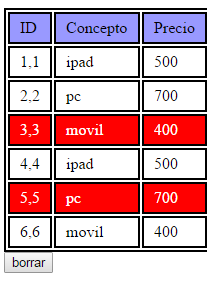 ID Concepto Precio
1,1 ipad 500
2,2 pc 700
3,3 movil 400
4,4 ipad 500
5,5 pc 700
6,6 movil 400
borrar